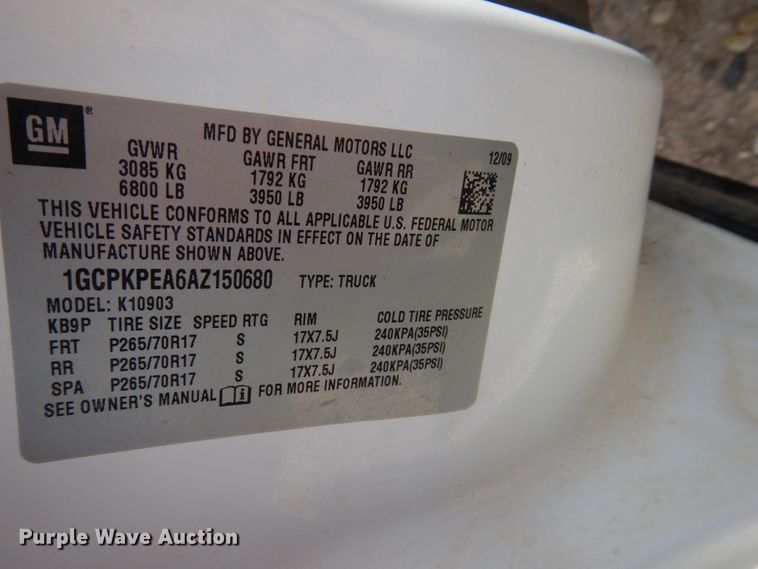 GM ®
MFD BY GENERAL MOTORS LLC
12/09
GVWR GAWR FRT GAWR RR
3085 KG 1792 KG 1792 KG
6800 LB 3950 LB 3950 LB
THIS VEHICLE CONFORMS TO ALL APPLICABLE U.S. FEDERAL MOTOR
VEHICLE SAFETY STANDARDS IN EFFECT ON THE DATE OF
MANUFACTURE SHOWN ABOVE.
1GCPKPEA6AZ150680 TYPE: TRUCK
MODEL: K10903
KB9P TIRE SIZE SPEED RTG RIM COLD TIRE PRESSURE
FRT P265/70R17 S 17X7.5J 240KPA(35PSI)
RR P265/70R17 S 17X7.5J 240KPA(35PSI)
SPA P265/70R17 S 17X7.5J 240KPA(35PSI)
SEE OWNER'S MANUAL i FOR MORE INFORMATION.
Purple Wave Auction